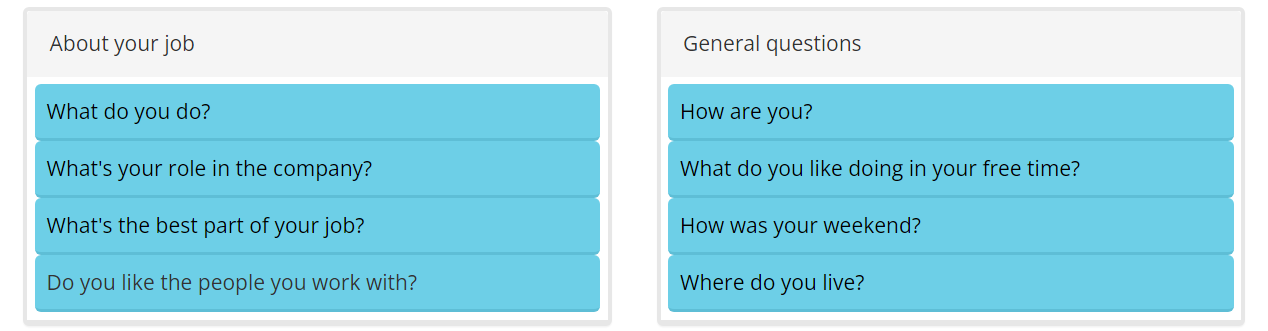 About your job
What do you do?
What's your role in the company?
What's the best part of your job?
Do you like the people you work with?
General questions
How are you?
What do you like doing in your free time?
How was your weekend?
Where do you live?